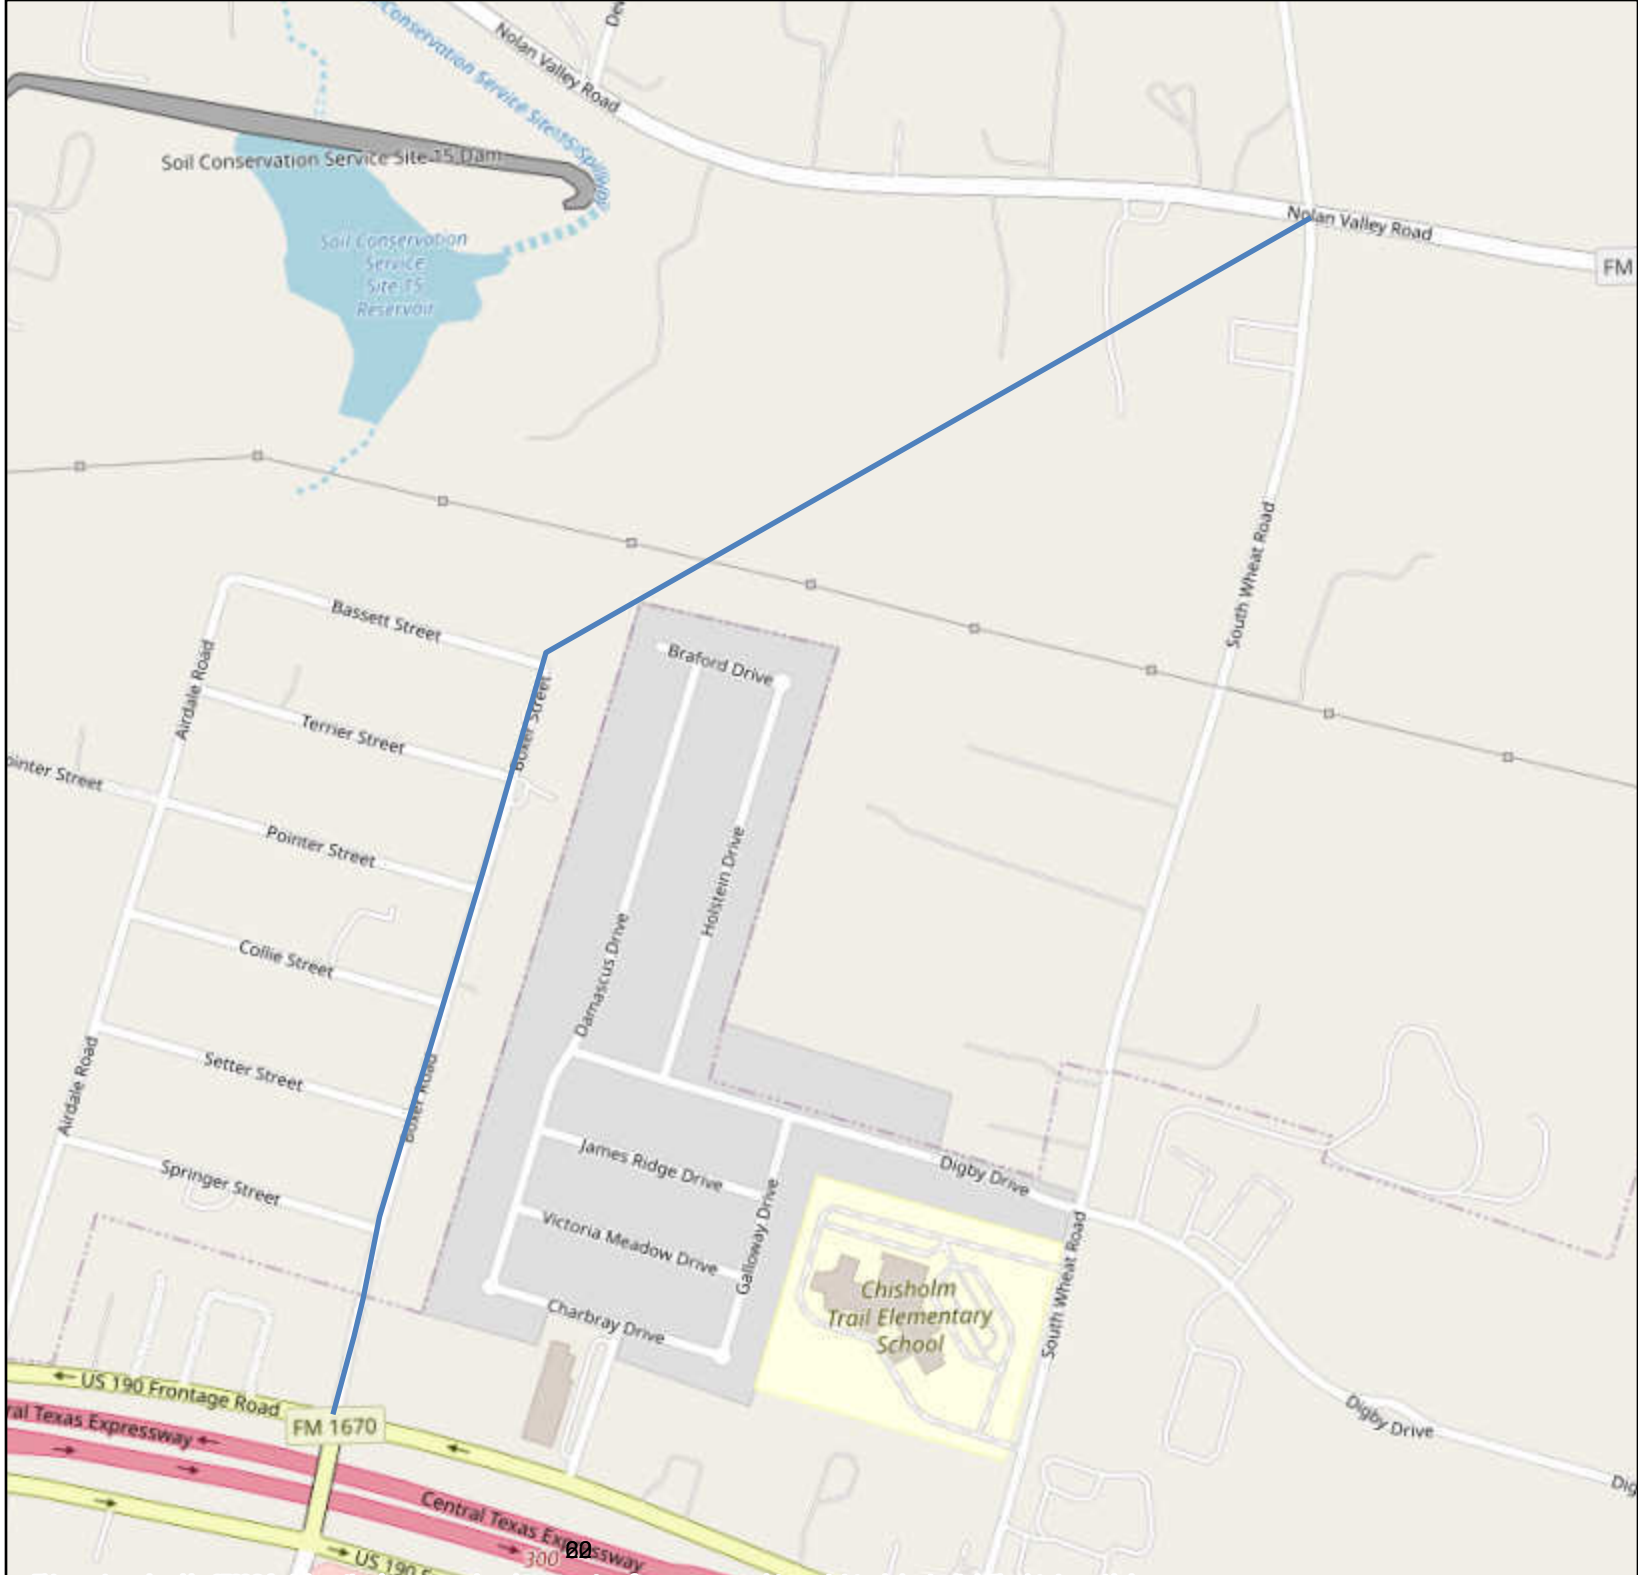 Nolan Valley Road
Conservation Service Site 15 Spillway
Soil Conservation Service Site 15 Dam
Soil Conservation
Service
Site 15
Reservoir
Nolan Valley Road
FM
South Wheat Road
Bassett Street
Airdale Road
Terrier Street
Boxer Street
Braford Drive
ointer Street
Pointer Street
Holstein Drive
Collie Street
Damascus Drive
Setter Street
Airdale Road
Boxer Road
Springer Street
James Ridge Drive
Digby Drive
Victoria Meadow Drive
Galloway Drive
South Wheat Road
Charbray Drive
Chisholm
Trail Elementary
School
US 190 Frontage Road
ral Texas Expressway
FM 1670
Digby Drive
Dig
Central Texas Expressway
300
US 190 F